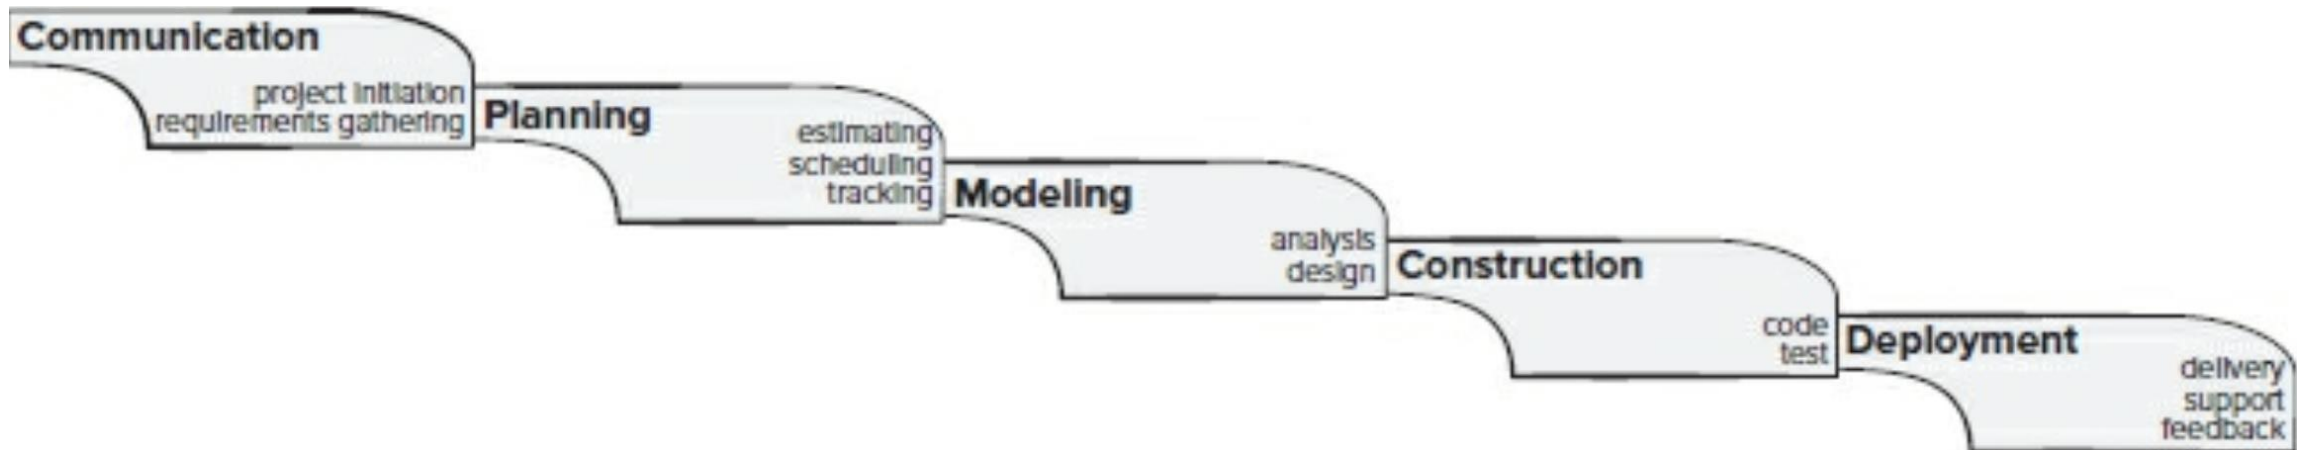 Communication
project initiation
requirements gathering
Planning
estimating
scheduling
tracking
Modeling
analysis
design
Construction
code
test
Deployment
delivery
support
feedback